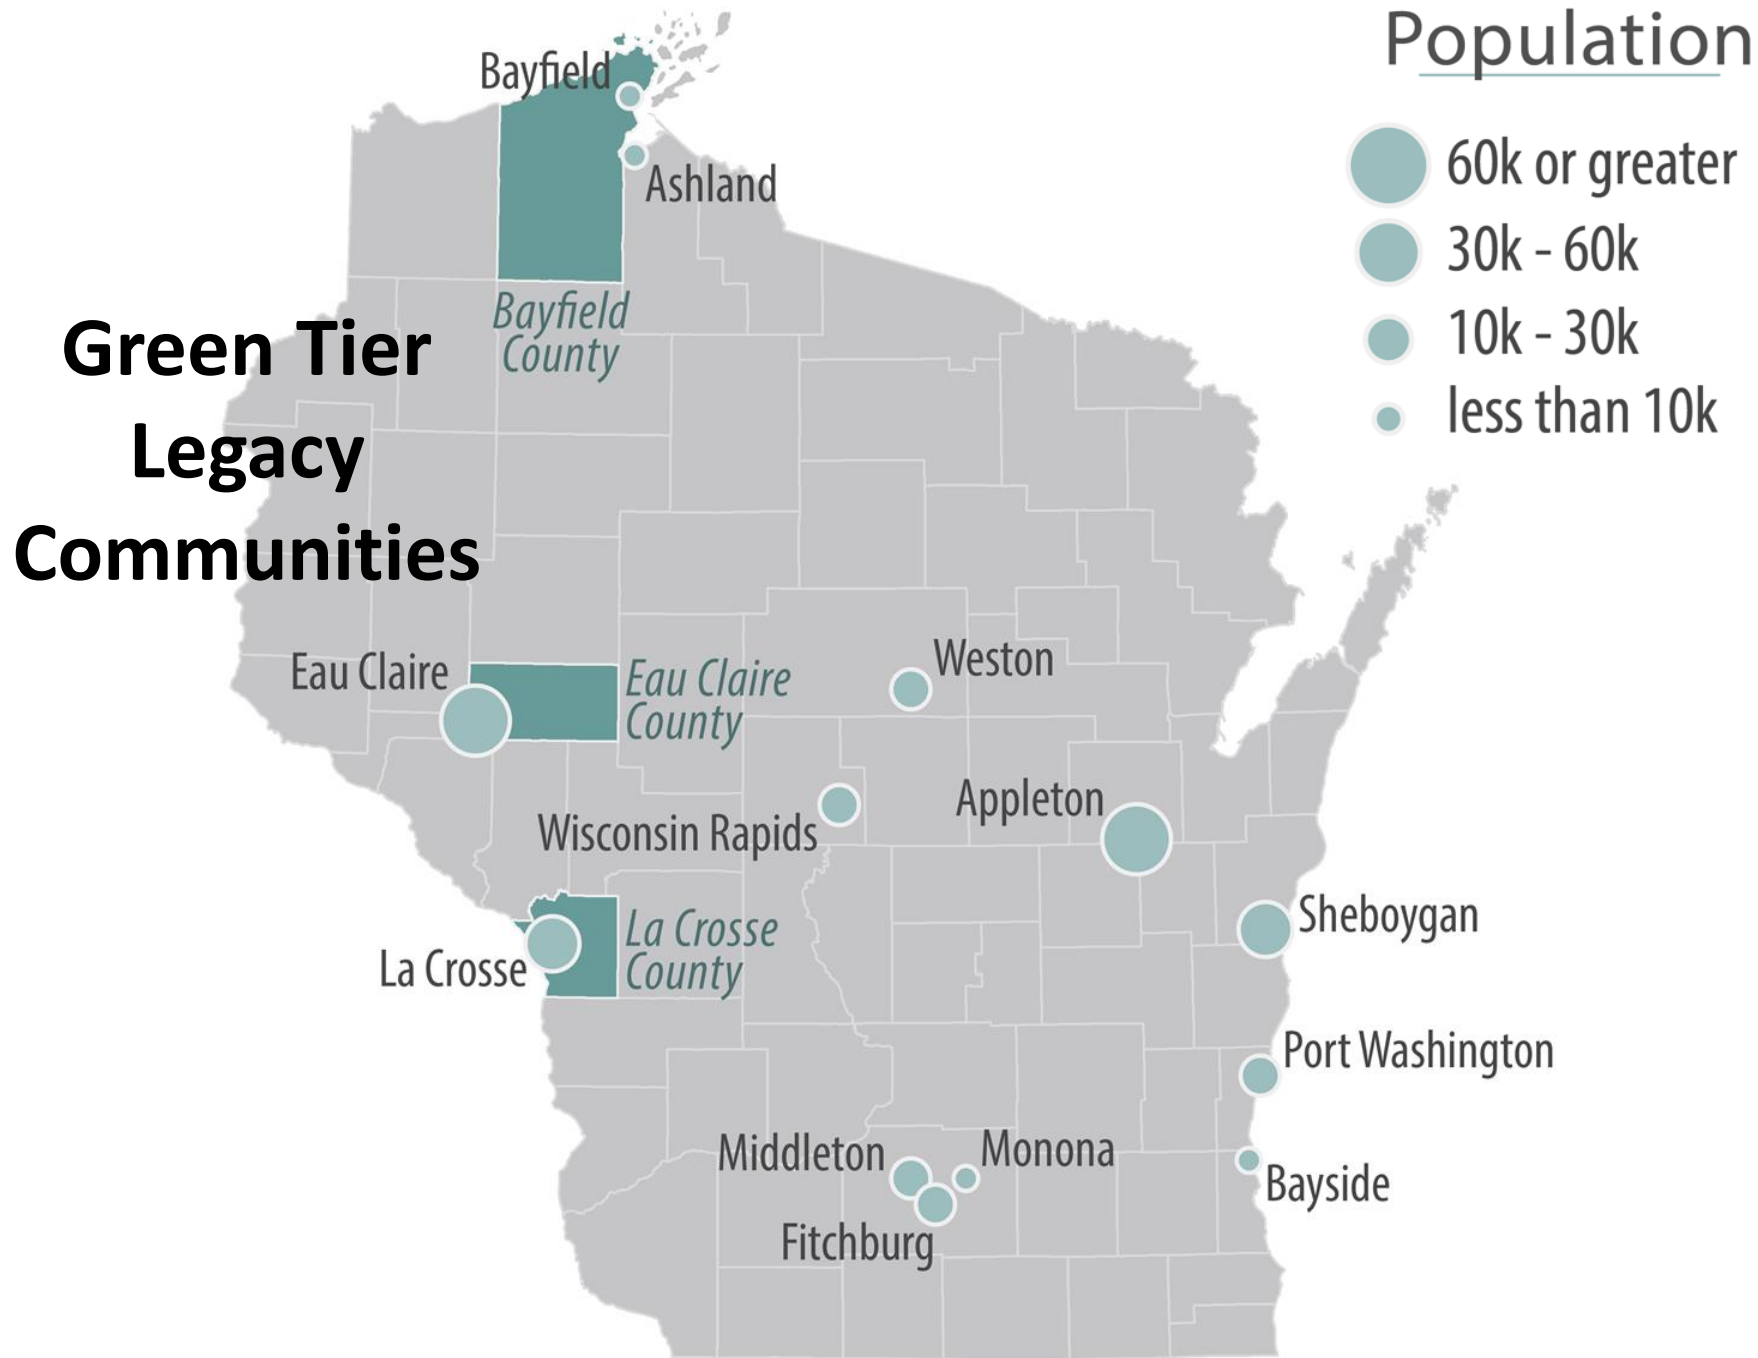 Population
60k or greater
30k - 60k
10k - 30k
less than 10k
Green Tier
Legacy
Communities
Bayfield
Ashland
Bayfield
County
Eau Claire
Eau Claire
County
Weston
Wisconsin Rapids
Appleton
La Crosse
La Crosse
County
Sheboygan
Port Washington
Middleton
Monona
Bayside
Fitchburg